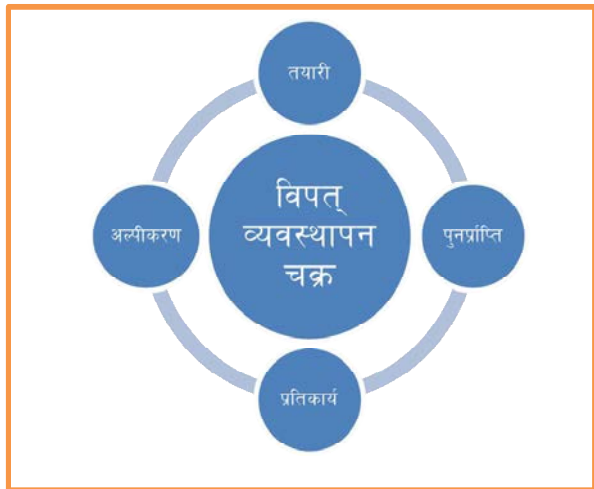 तयारी
विपत्
व्यवस्थापन
चक्र
अल्पीकरण
पुनर्प्राप्ति
प्रतिकार्य